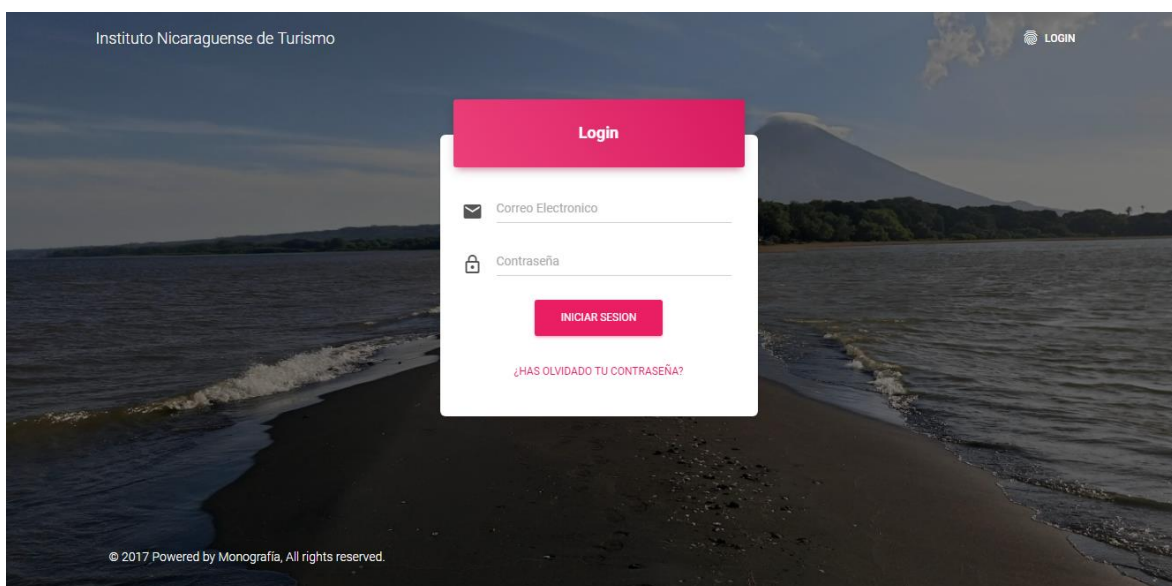 Instituto Nicaraguense de Turismo
LOGIN
Login
Correo Electronico
Contraseña
INICIAR SESION
¿HAS OLVIDADO TU CONTRASEÑA?
© 2017 Powered by Monografía, All rights reserved.